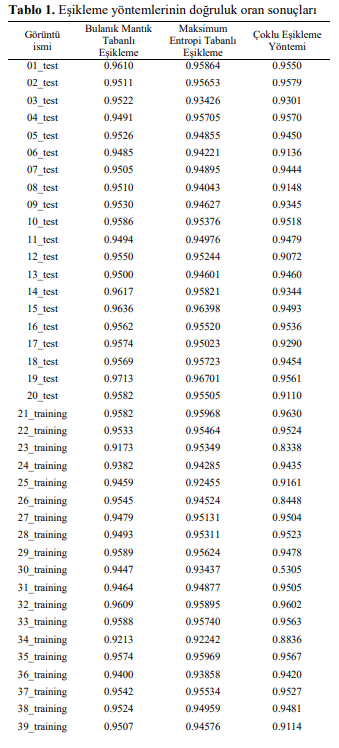 Tablo 1. Eşikleme yöntemlerinin doğruluk oran sonuçları
Görüntü ismi Bulanık Mantık Tabanlı Eşikleme Maksimum Entropi Tabanlı Eşikleme Çoklu Eşikleme Yöntemi
01_test 0.9610 0.95864 0.9550
02_test 0.9511 0.95653 0.9579
03_test 0.9522 0.93426 0.9301
04_test 0.9491 0.95705 0.9570
05_test 0.9526 0.94855 0.9450
06_test 0.9485 0.94221 0.9136
07_test 0.9505 0.94895 0.9444
08_test 0.9510 0.94043 0.9148
09_test 0.9530 0.94627 0.9345
10_test 0.9586 0.95376 0.9518
11_test 0.9494 0.94976 0.9479
12_test 0.9550 0.95244 0.9072
13_test 0.9500 0.94601 0.9460
14_test 0.9617 0.95821 0.9344
15_test 0.9636 0.96398 0.9493
16_test 0.9562 0.95520 0.9536
17_test 0.9574 0.95023 0.9290
18_test 0.9569 0.95723 0.9454
19_test 0.9713 0.96701 0.9561
20_test 0.9582 0.95505 0.9110
21_training 0.9582 0.95968 0.9630
22_training 0.9533 0.95464 0.9524
23_training 0.9173 0.95349 0.8338
24_training 0.9382 0.94285 0.9435
25_training 0.9459 0.92455 0.9161
26_training 0.9545 0.94524 0.8448
27_training 0.9479 0.95131 0.9504
28_training 0.9493 0.95311 0.9523
29_training 0.9589 0.95624 0.9478
30_training 0.9447 0.93437 0.5305
31_training 0.9464 0.94877 0.9505
32_training 0.9609 0.95895 0.9602
33_training 0.9588 0.95740 0.9563
34_training 0.9213 0.92242 0.8836
35_training 0.9574 0.95969 0.9567
36_training 0.9400 0.93858 0.9420
37_training 0.9542 0.95534 0.9527
38_training 0.9524 0.94959 0.9481
39_training 0.9507 0.94576 0.9114